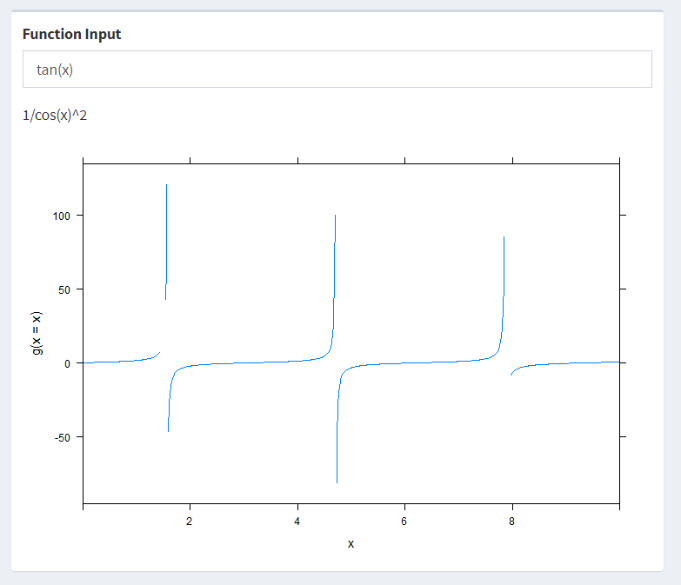 Function Input
tan(x)
1/cos(x)^2
100
50
0
-50
g(x = x)
2
4
6
8
x